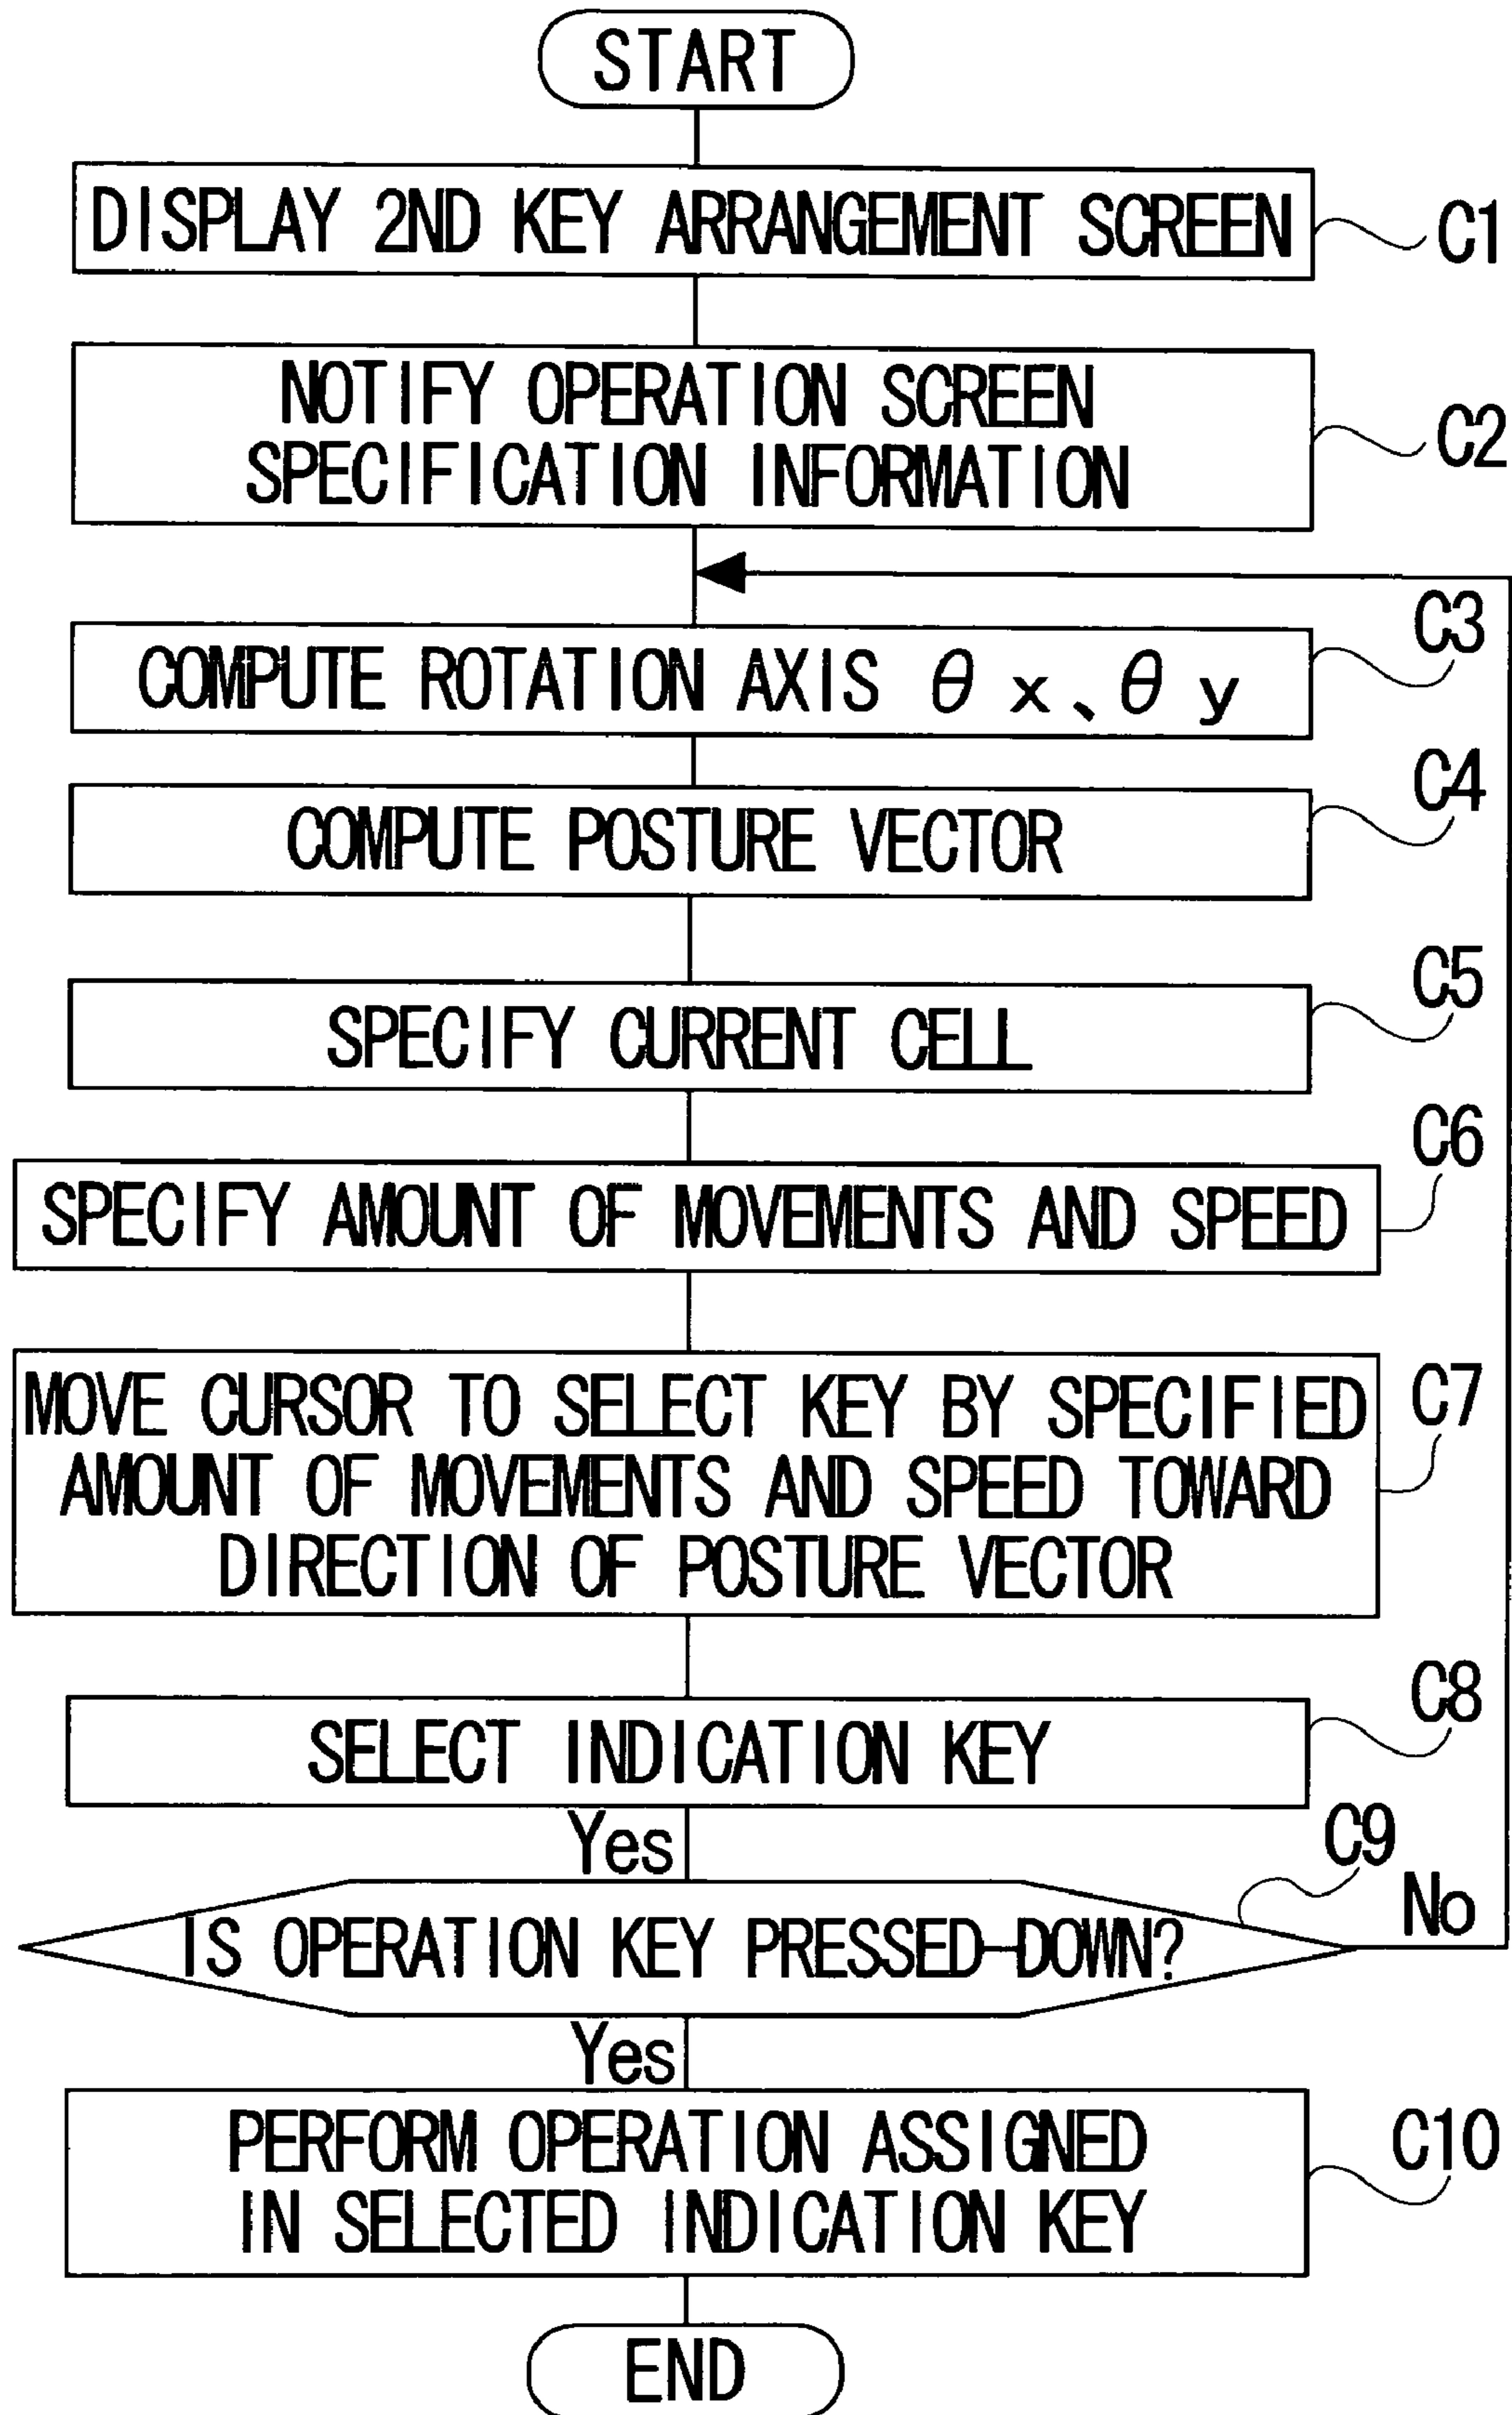 START
DISPLAY 2ND KEY ARRANGEMENT SCREEN
C1
NOTIFY OPERATION SCREEN
SPECIFICATION INFORMATION
C2
C3
COMPUTE ROTATION AXIS θ x、θ y
C4
COMPUTE POSTURE VECTOR
C5
SPECIFY CURRENT CELL
C6
SPECIFY AMOUNT OF MOVEMENTS AND SPEED
C7
MOVE CURSOR TO SELECT KEY BY SPECIFIED
AMOUNT OF MOVEMENTS AND SPEED TOWARD
DIRECTION OF POSTURE VECTOR
C8
SELECT INDICATION KEY
Yes
C9
No
IS OPERATION KEY PRESSED-DOWN?
Yes
PERFORM OPERATION ASSIGNED
IN SELECTED INDICATION KEY
C10
END